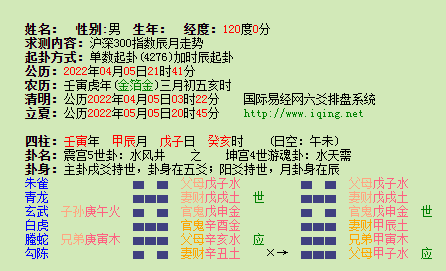 姓名： 性别:男 生年： 经度：120度0分
求测内容：沪深300指数辰月走势
起卦方式：单数起卦(4276)加时辰起卦
公历：2022年04月05日21时41分
农历：壬寅虎年(金箔金)三月初五亥时
清明：公历2022年04月05日03时22分 国际易经网六爻排盘系统
立夏：公历2022年05月05日20时45分 http://www.iqing.net
四柱：壬寅年 甲辰月 戊子日 癸亥时 (日空：午未)
卦名：震宫5世卦：水风井 之 坤宫4世游魂卦：水天需
卦身：主卦戌爻持世，卦身在五爻；阳爻持世，月卦身在辰
朱雀 父母戊子水 父母戊子水
青龙 妻财戊戌土 世 妻财戊戌土
玄武 子孙庚午火 官鬼戊申金 官鬼戊申金 世
白虎 官鬼辛酉金 妻财甲辰土
螣蛇 兄弟庚寅木 父母辛亥水 应 兄弟甲寅木
勾陈 妻财辛丑土 ×→ 父母甲子水 应